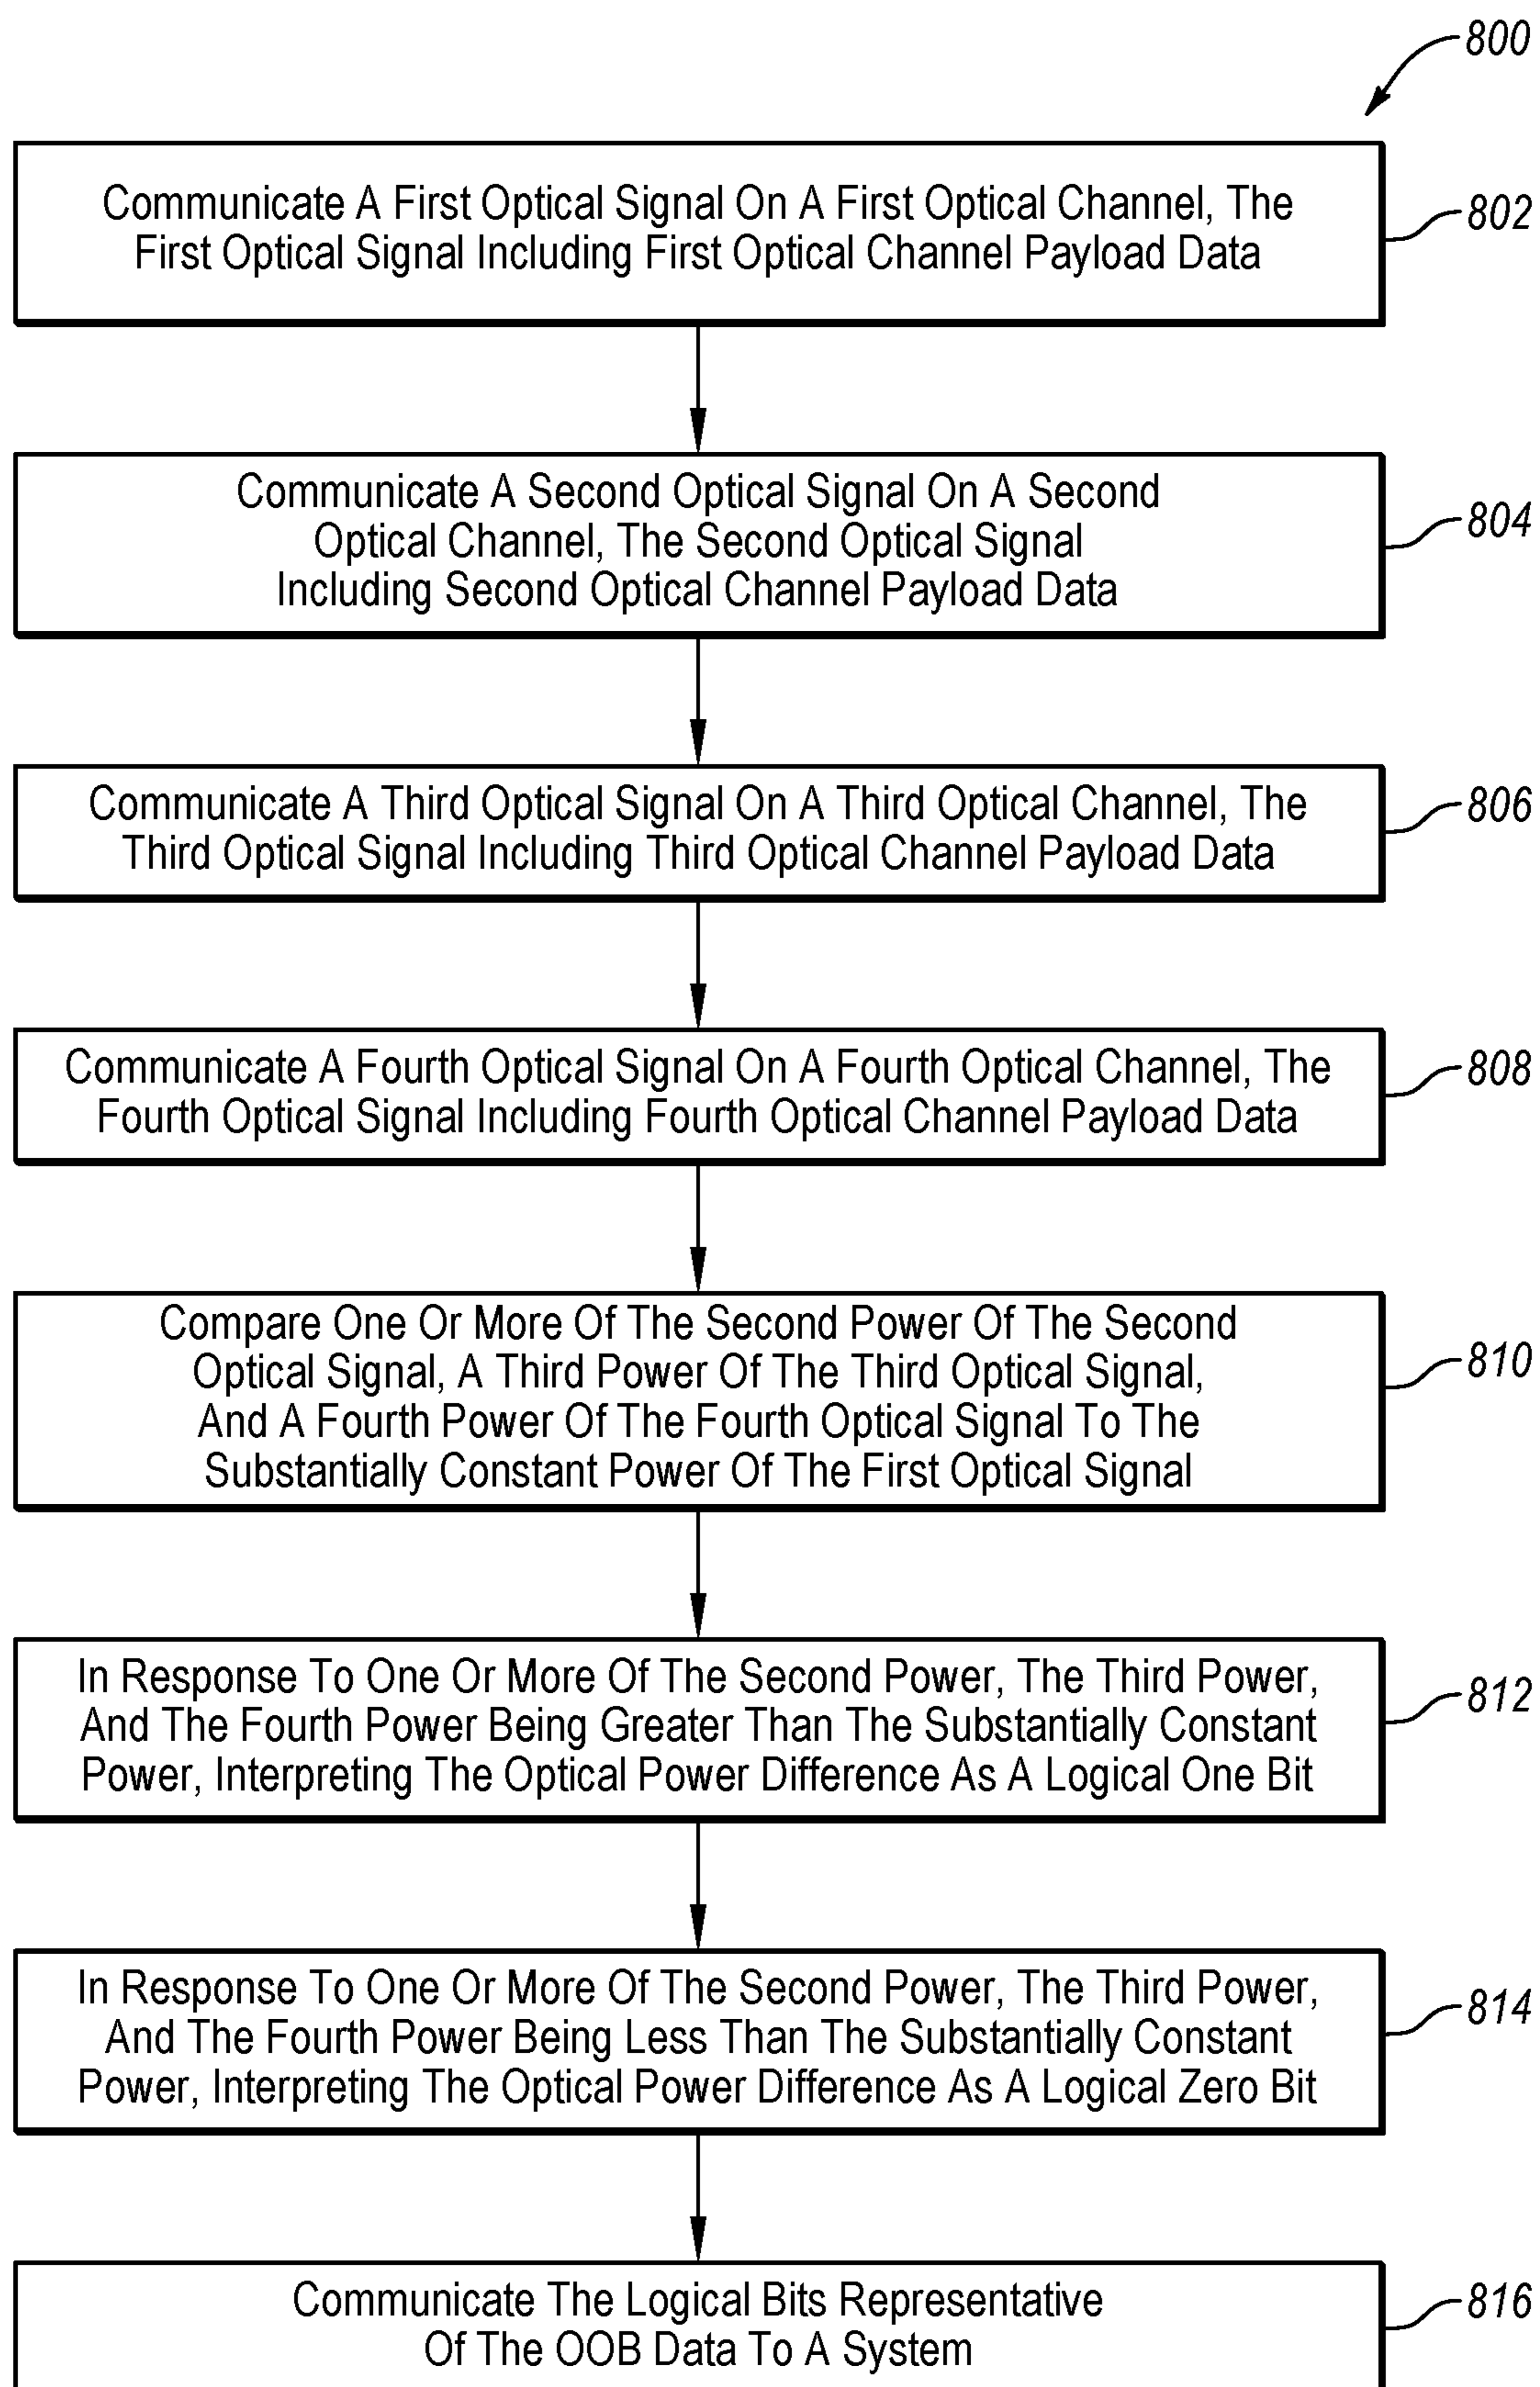 800
Communicate A First Optical Signal On A First Optical Channel, The
First Optical Signal Including First Optical Channel Payload Data
802
Communicate A Second Optical Signal On A Second
Optical Channel, The Second Optical Signal
Including Second Optical Channel Payload Data
804
Communicate A Third Optical Signal On A Third Optical Channel, The
Third Optical Signal Including Third Optical Channel Payload Data
806
Communicate A Fourth Optical Signal On A Fourth Optical Channel, The
Fourth Optical Signal Including Fourth Optical Channel Payload Data
808
Compare One Or More Of The Second Power Of The Second
Optical Signal, A Third Power Of The Third Optical Signal,
And A Fourth Power Of The Fourth Optical Signal To The
Substantially Constant Power Of The First Optical Signal
810
In Response To One Or More Of The Second Power, The Third Power,
And The Fourth Power Being Greater Than The Substantially Constant
Power, Interpreting The Optical Power Difference As A Logical One Bit
812
In Response To One Or More Of The Second Power, The Third Power,
And The Fourth Power Being Less Than The Substantially Constant
Power, Interpreting The Optical Power Difference As A Logical Zero Bit
814
Communicate The Logical Bits Representative
Of The OOB Data To A System
816